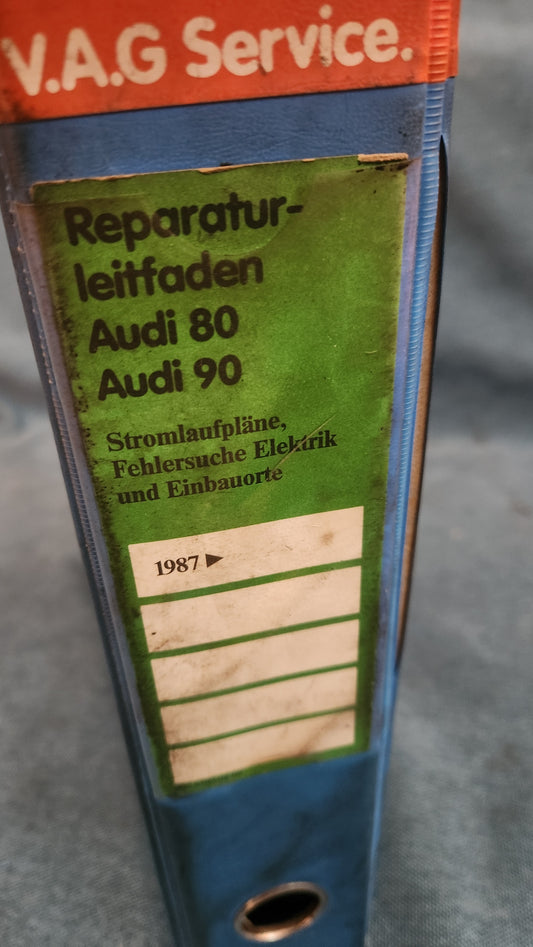 V.A.G Service.
Reparatur-
leitfaden
Audi 80
Audi 90
Stromlaufpläne,
Fehlersuche Elektrik
und Einbauorte
1987 ►